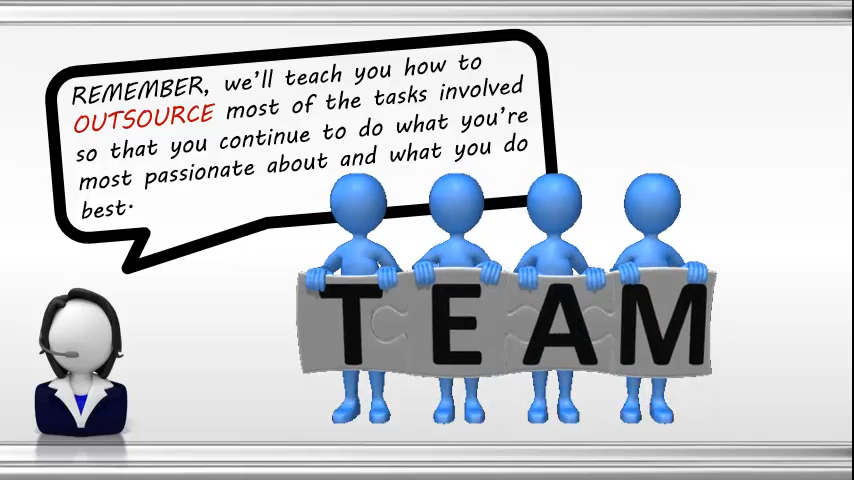 REMEMBER, we'll teach you how to
OUTSOURCE most of the tasks involved
so that you continue to do what you're
most passionate about and what you do
best.
TEAM